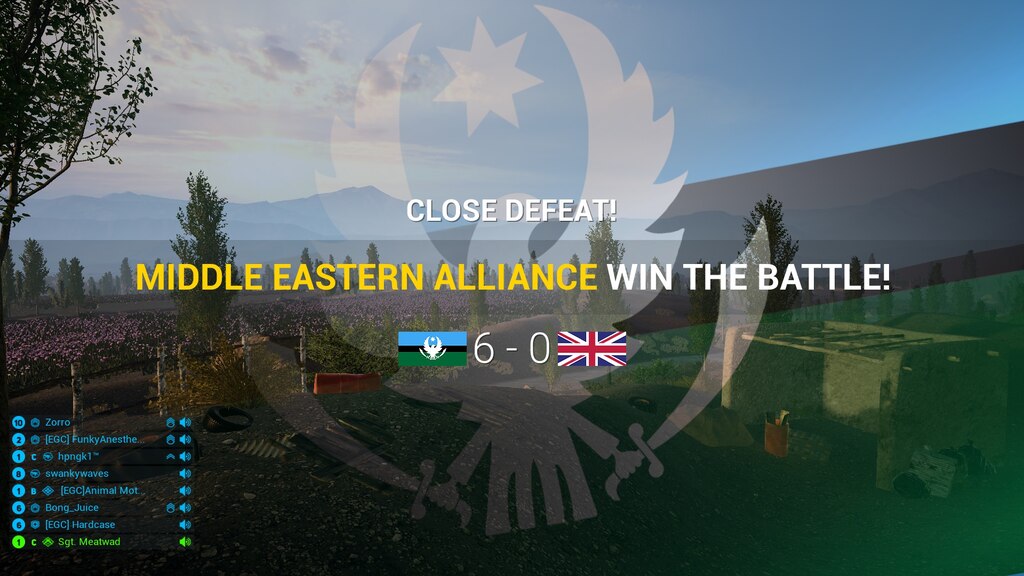 CLOSE DEFEAT!
MIDDLE EASTERN ALLIANCE WIN THE BATTLE!
6 - 0
10 Zorro
2 [EGC] FunkyAnesthe...
1 C hpngk1™
8 swankywaves
1 B [EGC]Animal Mot..
6 Bong_Juice
6 [EGC] Hardcase
1 C Sgt. Meatwad